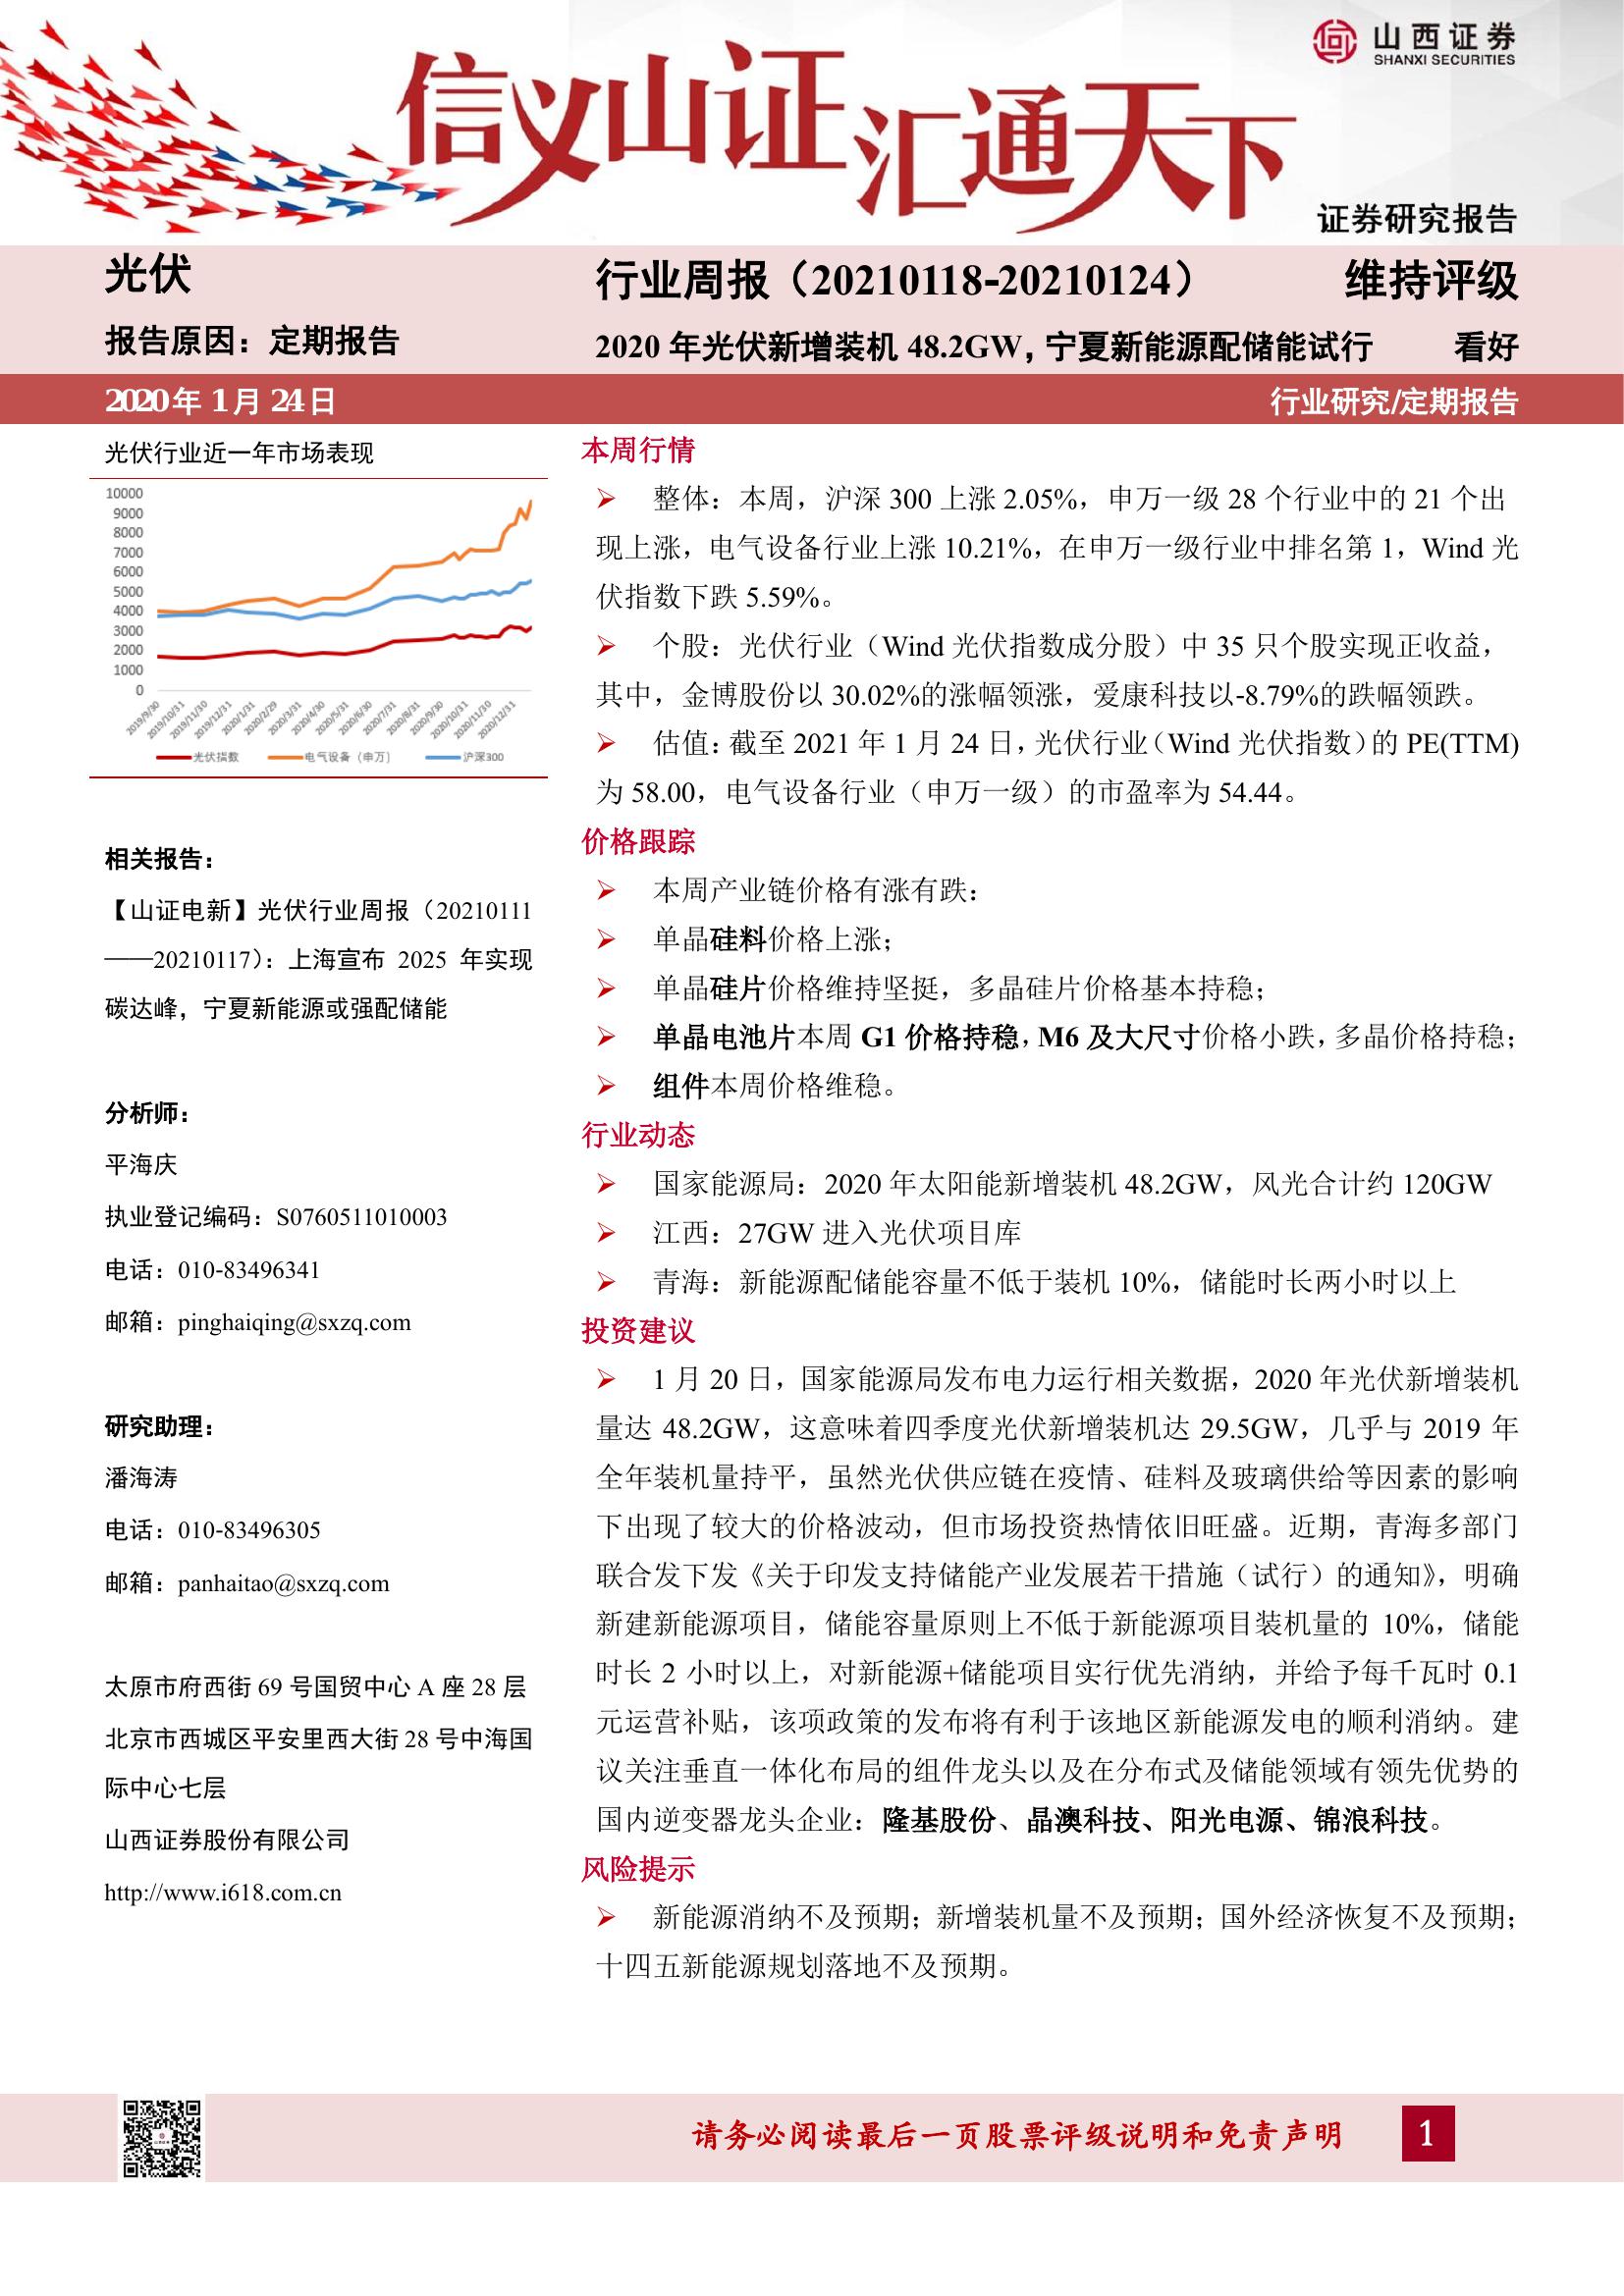 山西证券
SHANXI SECURITIES
信义山证汇通天下
证券研究报告
光伏
行业周报（20210118-20210124）
维持评级
报告原因：定期报告
2020 年光伏新增装机 48.2GW，宁夏新能源配储能试行
看好
2020 年 1 月 24 日
行业研究/定期报告
光伏行业近一年市场表现
10000
9000
8000
7000
6000
5000
4000
3000
2000
1000
0
2019/9/30
2019/10/31
2019/11/30
2019/12/31
2020/1/31
2020/2/29
2020/3/31
2020/4/30
2020/5/31
2020/6/30
2020/7/31
2020/8/31
2020/9/30
2020/10/31
2020/11/30
2020/12/31
光伏指数
电气设备（申万）
沪深300
相关报告：
【山证电新】光伏行业周报（20210111
——20210117）：上海宣布 2025 年实现
碳达峰，宁夏新能源或强配储能
分析师：
平海庆
执业登记编码：S0760511010003
电话：010-83496341
邮箱：pinghaiqing@sxzq.com
研究助理：
潘海涛
电话：010-83496305
邮箱：panhaitao@sxzq.com
太原市府西街 69 号国贸中心 A 座 28 层
北京市西城区平安里西大街 28 号中海国
际中心七层
山西证券股份有限公司
http://www.i618.com.cn
本周行情
➢ 整体：本周，沪深 300 上涨 2.05%，申万一级 28 个行业中的 21 个出
现上涨，电气设备行业上涨 10.21%，在申万一级行业中排名第 1，Wind 光
伏指数下跌 5.59%。
➢ 个股：光伏行业（Wind 光伏指数成分股）中 35 只个股实现正收益，
其中，金博股份以 30.02%的涨幅领涨，爱康科技以-8.79%的跌幅领跌。
➢ 估值：截至 2021 年 1 月 24 日，光伏行业（Wind 光伏指数）的 PE(TTM)
为 58.00，电气设备行业（申万一级）的市盈率为 54.44。
价格跟踪
➢ 本周产业链价格有涨有跌：
➢ 单晶硅料价格上涨；
➢ 单晶硅片价格维持坚挺，多晶硅片价格基本持稳；
➢ 单晶电池片本周 G1 价格持稳，M6 及大尺寸价格小跌，多晶价格持稳；
➢ 组件本周价格维稳。
行业动态
➢ 国家能源局：2020 年太阳能新增装机 48.2GW，风光合计约 120GW
➢ 江西：27GW 进入光伏项目库
➢ 青海：新能源配储能容量不低于装机 10%，储能时长两小时以上
投资建议
➢ 1 月 20 日，国家能源局发布电力运行相关数据，2020 年光伏新增装机
量达 48.2GW，这意味着四季度光伏新增装机达 29.5GW，几乎与 2019 年
全年装机量持平，虽然光伏供应链在疫情、硅料及玻璃供给等因素的影响
下出现了较大的价格波动，但市场投资热情依旧旺盛。近期，青海多部门
联合发下发《关于印发支持储能产业发展若干措施（试行）的通知》，明确
新建新能源项目，储能容量原则上不低于新能源项目装机量的 10%，储能
时长 2 小时以上，对新能源+储能项目实行优先消纳，并给予每千瓦时 0.1
元运营补贴，该项政策的发布将有利于该地区新能源发电的顺利消纳。建
议关注垂直一体化布局的组件龙头以及在分布式及储能领域有领先优势的
国内逆变器龙头企业：隆基股份、晶澳科技、阳光电源、锦浪科技。
风险提示
➢ 新能源消纳不及预期；新增装机量不及预期；国外经济恢复不及预期；
十四五新能源规划落地不及预期。
请务必阅读最后一页股票评级说明和免责声明
1